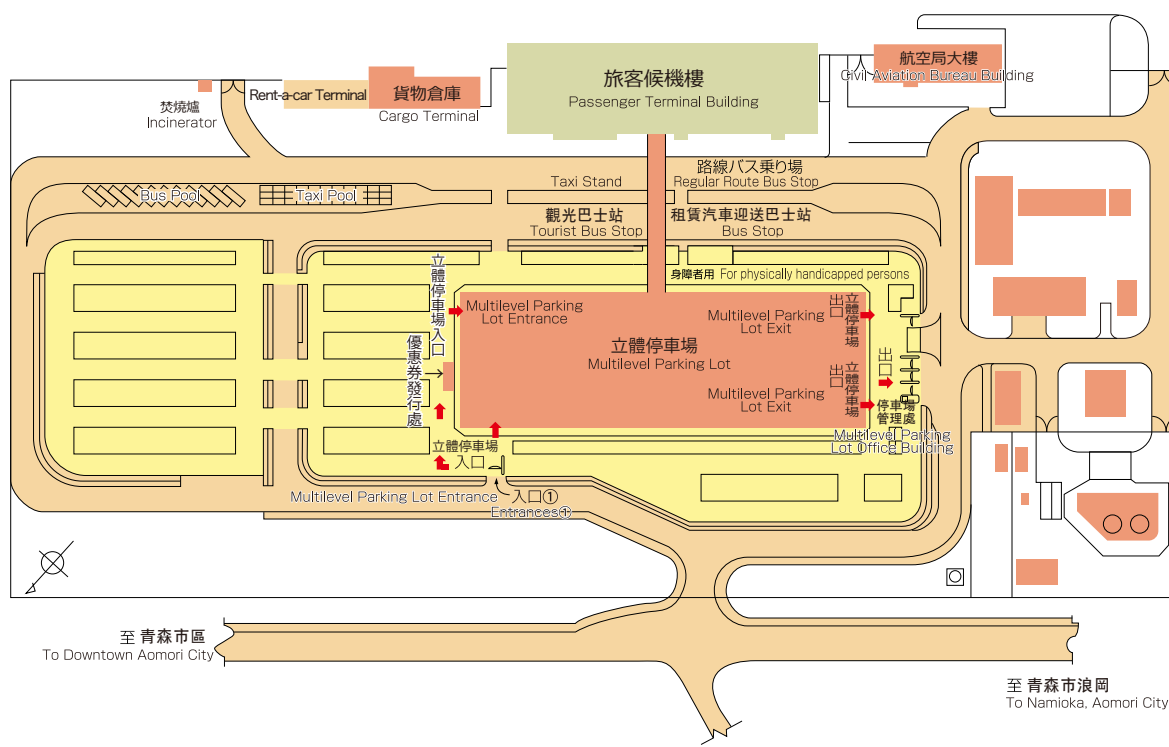 旅客候機樓
Passenger Terminal Building
航空局大樓
Civil Aviation Bureau Building
焚燒爐
Incinerator
Rent-a-car Terminal
貨物倉庫
Cargo Terminal
Bus Pool
Taxi Pool
Taxi Stand
路線バス乗り場
Regular Route Bus Stop
觀光巴士站
Tourist Bus Stop
租賃汽車迎送巴士站
Bus Stop
身障者用 For physically handicapped persons
立體停車場入口
Multilevel Parking
Lot Entrance
立體停車場
出口
Multilevel Parking
Lot Exit
立體停車場
Multilevel Parking Lot
優惠券發行處
立體停車場
出口
Multilevel Parking
Lot Exit
出口
停車場
管理處
Multilevel Parking
Lot Office Building
立體停車場
入口
Multilevel Parking Lot Entrance
入口①
Entrances①
至 青森市區
To Downtown Aomori City
至 青森市浪岡
To Namioka, Aomori City